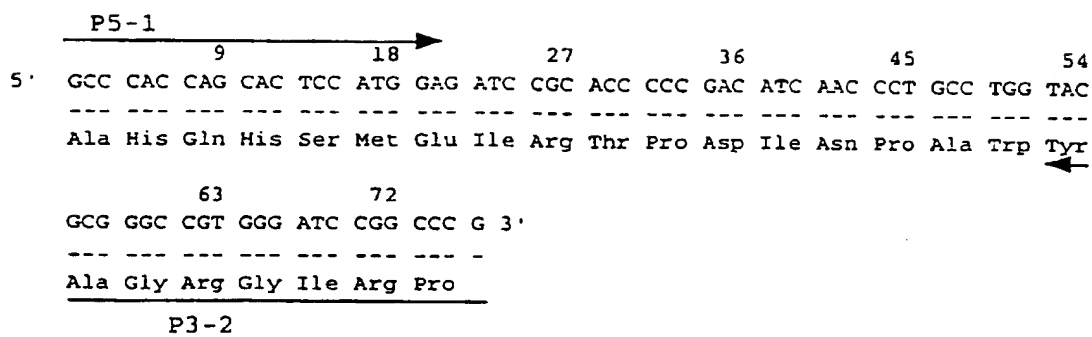 P5-1
9 18 27 36 45 54
5' GCC CAC CAG CAC TCC ATG GAG ATC CGC ACC CCC GAC ATC AAC CCT GCC TGG TAC
--- --- --- --- --- --- --- --- --- --- --- --- --- --- --- --- --- ---
Ala His Gln His Ser Met Glu Ile Arg Thr Pro Asp Ile Asn Pro Ala Trp Tyr
63 72
GCG GGC CGT GGG ATC CGG CCC G 3'
--- --- --- --- --- --- --- -
Ala Gly Arg Gly Ile Arg Pro
P3-2